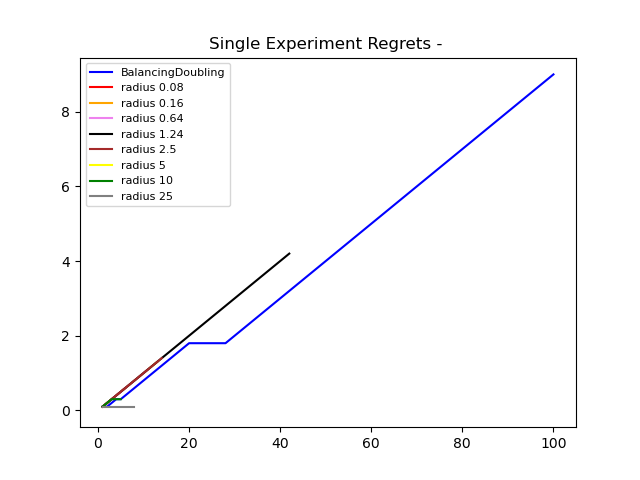 Single Experiment Regrets -
BalancingDoubling
radius 0.08
radius 0.16
radius 0.64
radius 1.24
radius 2.5
radius 5
radius 10
radius 25
8
6
4
2
0
0 20 40 60 80 100